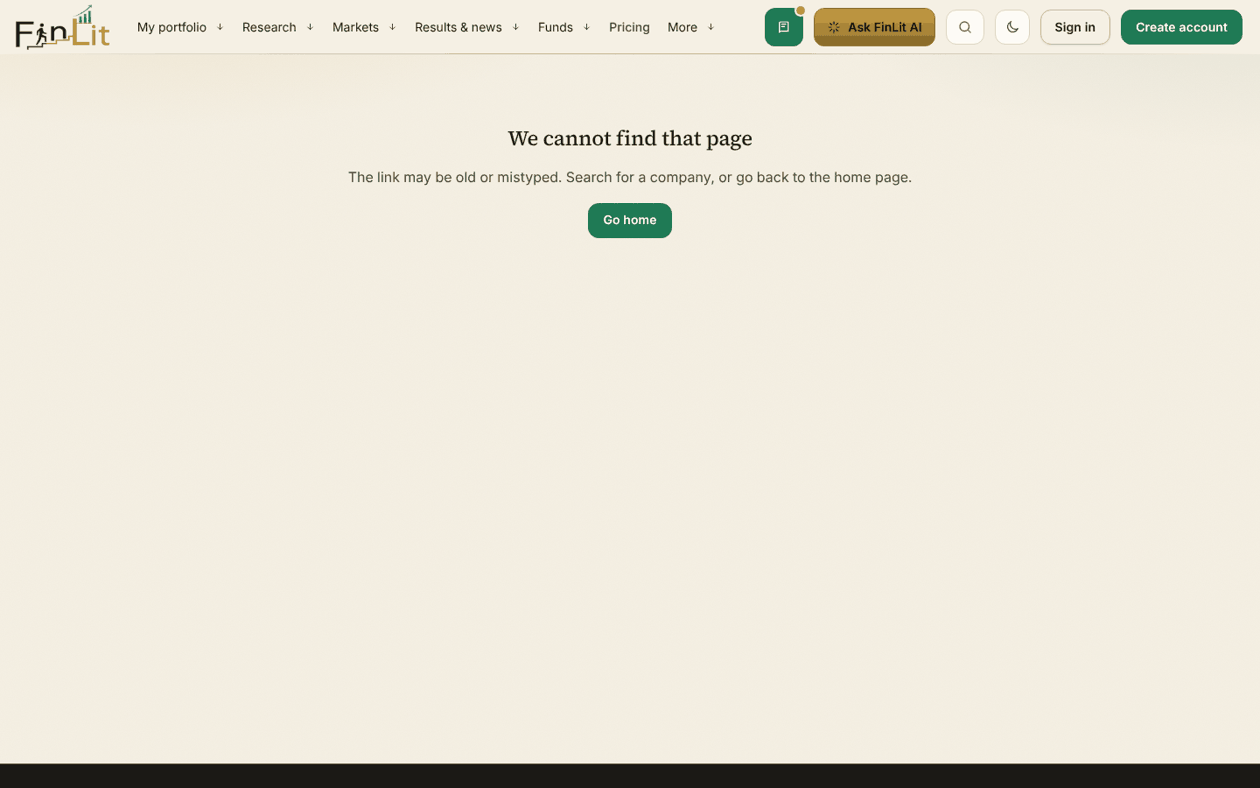 FinLit
My portfolio
Research
Markets
Results & news
Funds
Pricing
More
Ask FinLit AI
Sign in
Create account
We cannot find that page
The link may be old or mistyped. Search for a company, or go back to the home page.
Go home